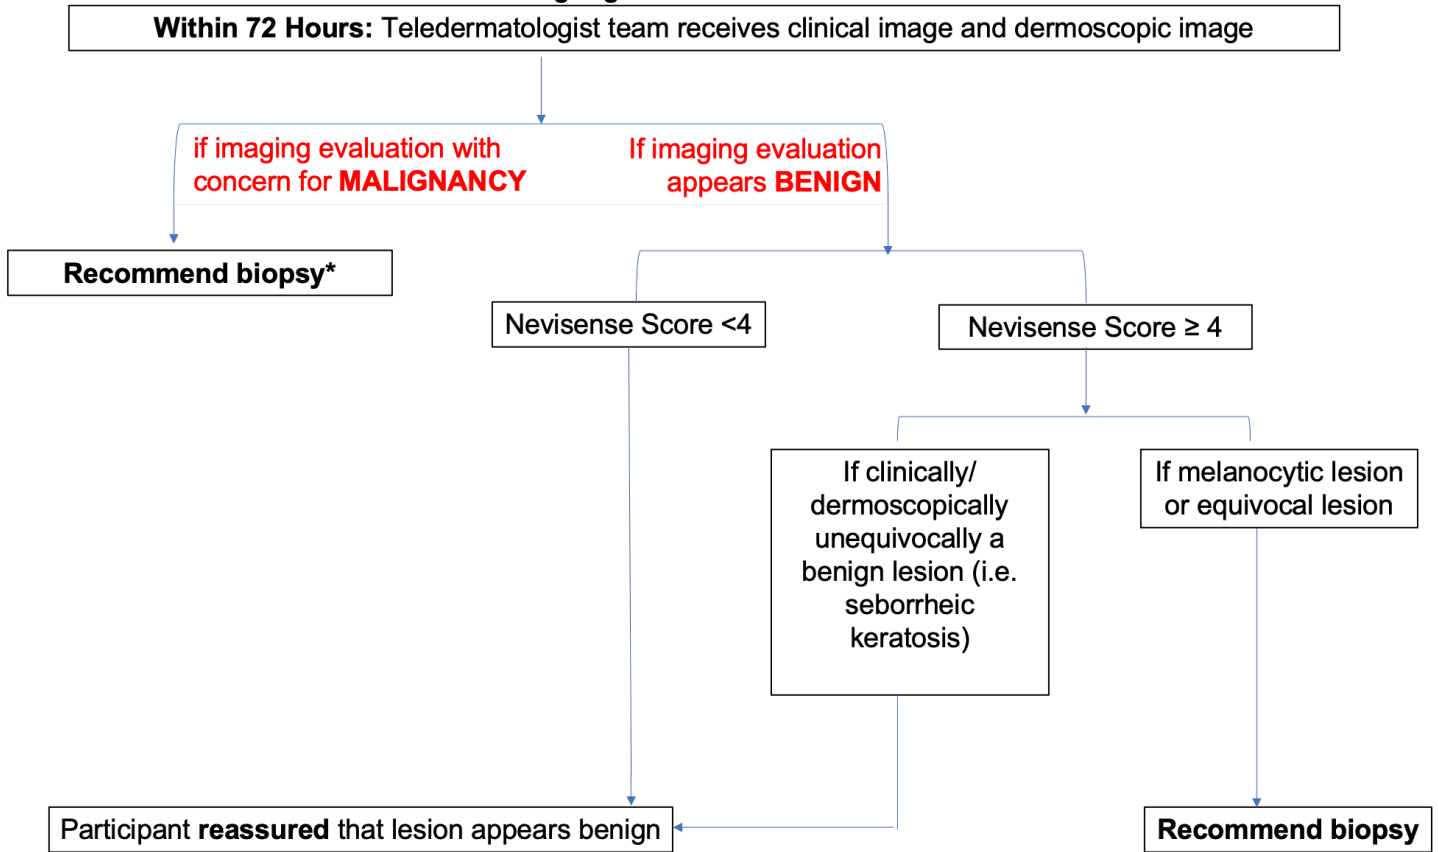 Within 72 Hours: Teledermatologist team receives clinical image and dermoscopic image
if imaging evaluation with
concern for MALIGNANCY
If imaging evaluation
appears BENIGN
Recommend biopsy*
Nevisense Score <4
Nevisense Score ≥ 4
If clinically/
dermoscopically
unequivocally a
benign lesion (i.e.
seborrheic
keratosis)
If melanocytic lesion
or equivocal lesion
Participant reassured that lesion appears benign
Recommend biopsy